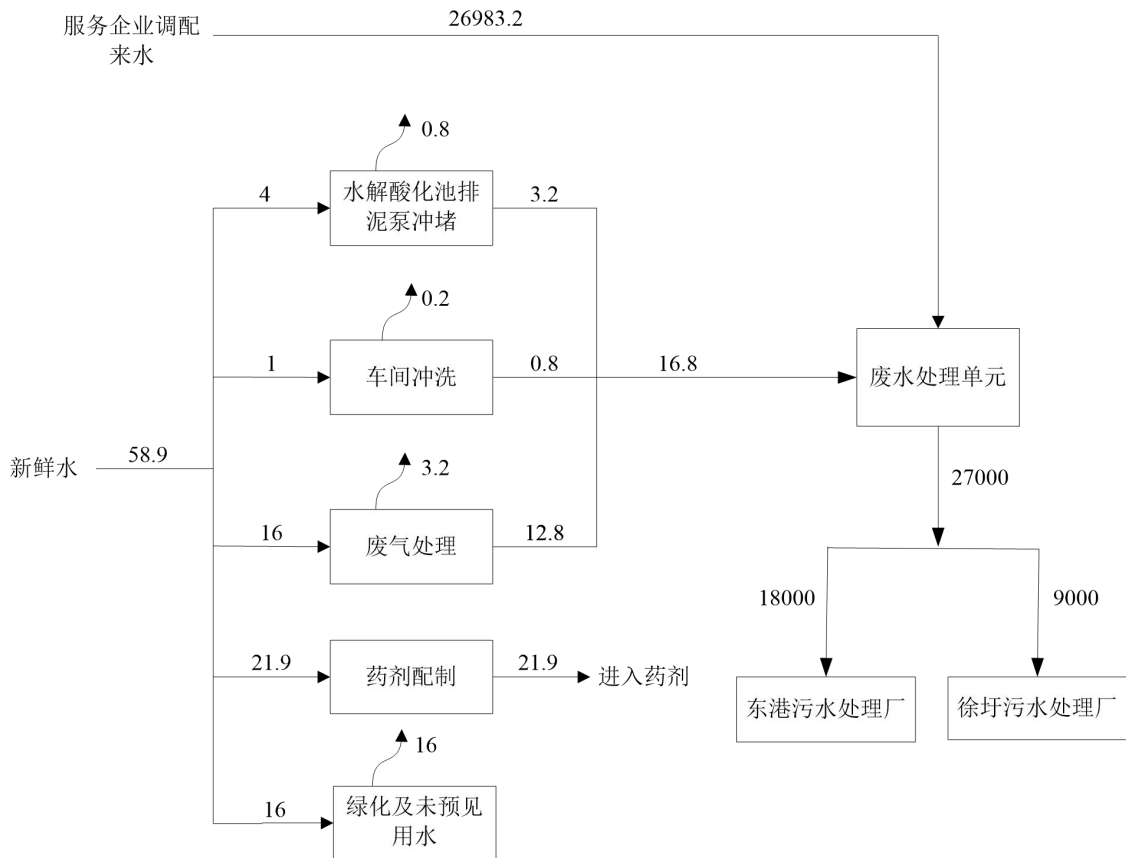 服务企业调配
来水
26983.2
0.8
4
水解酸化池排
泥泵冲堵
3.2
0.2
1
车间冲洗
0.8
16.8
废水处理单元
新鲜水
58.9
3.2
16
废气处理
12.8
27000
18000
9000
21.9
药剂配制
21.9
进入药剂
东港污水处理厂
徐圩污水处理厂
16
16
绿化及未预见
用水